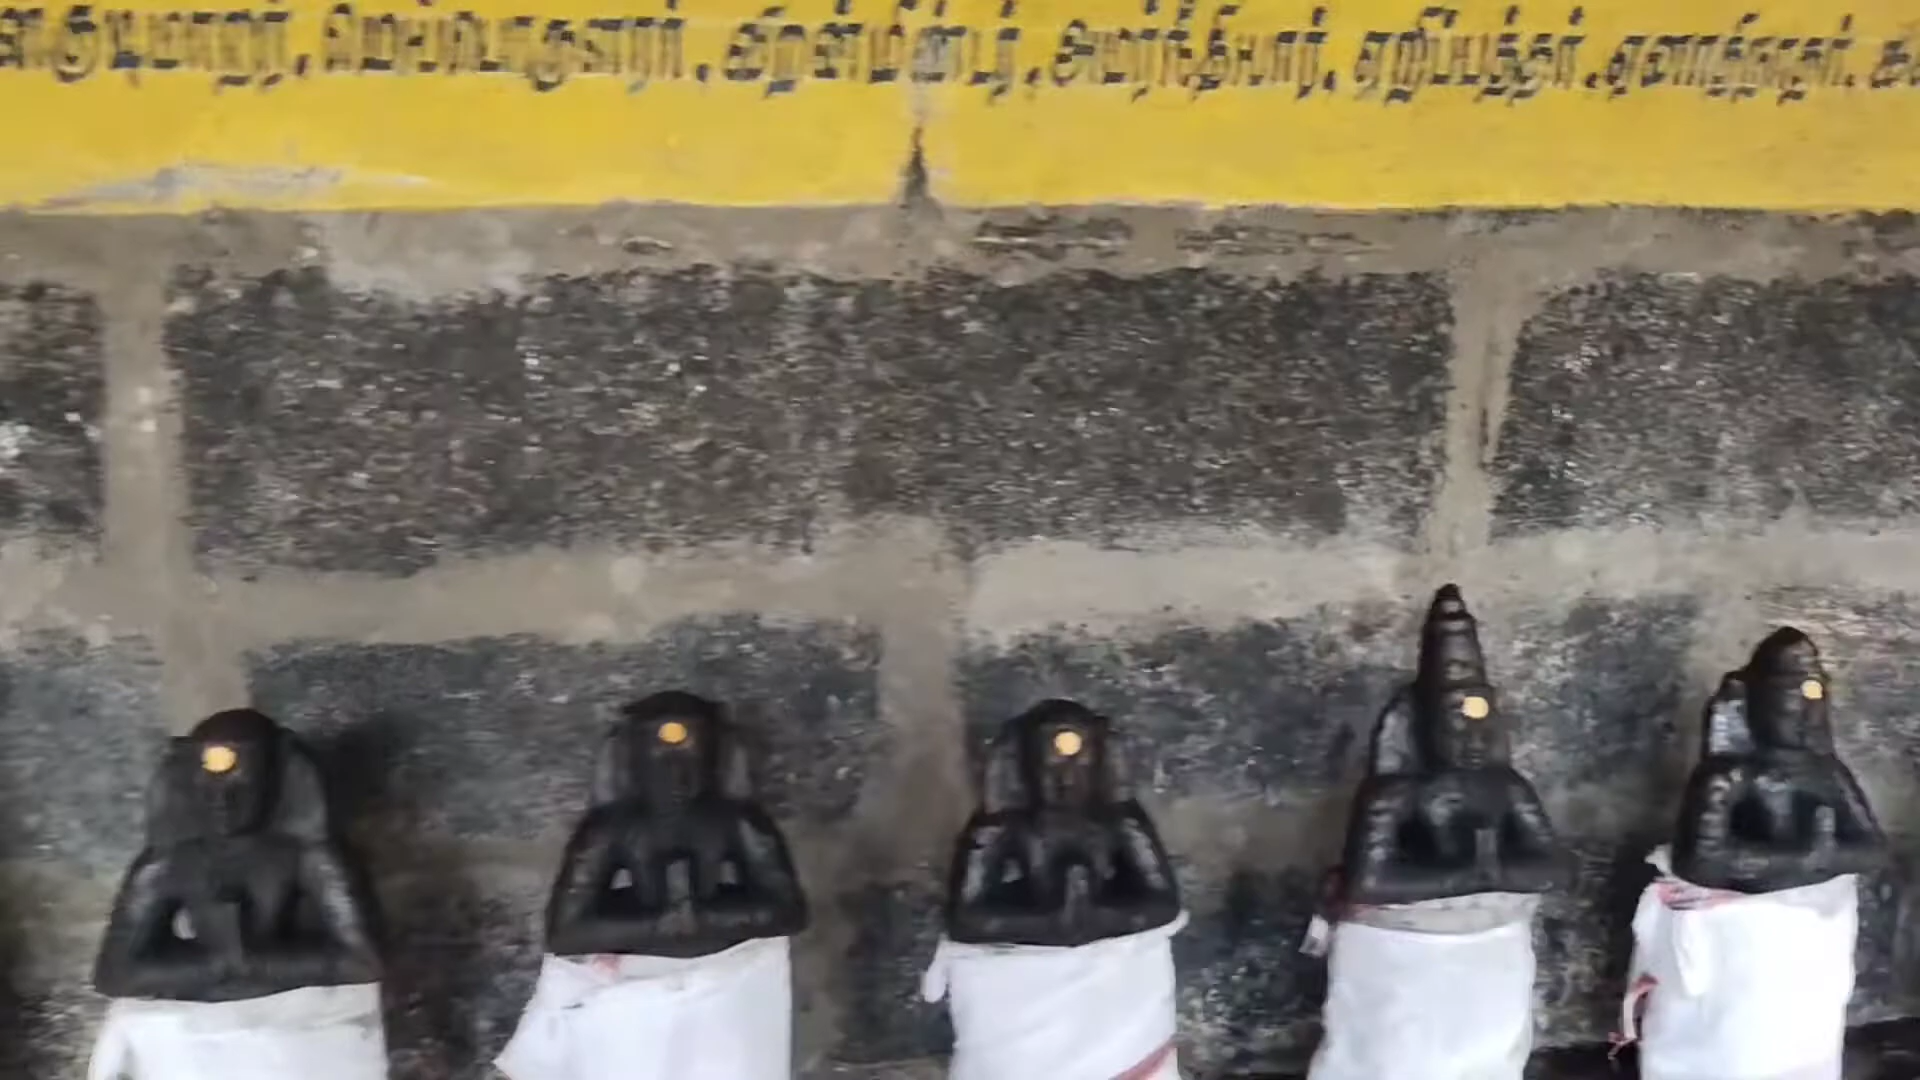 மெய்ப்பொருளார், விறன்மிண்டர், அமர்நீதியார், எறிபத்தர், ஏனாதிநாதர்,